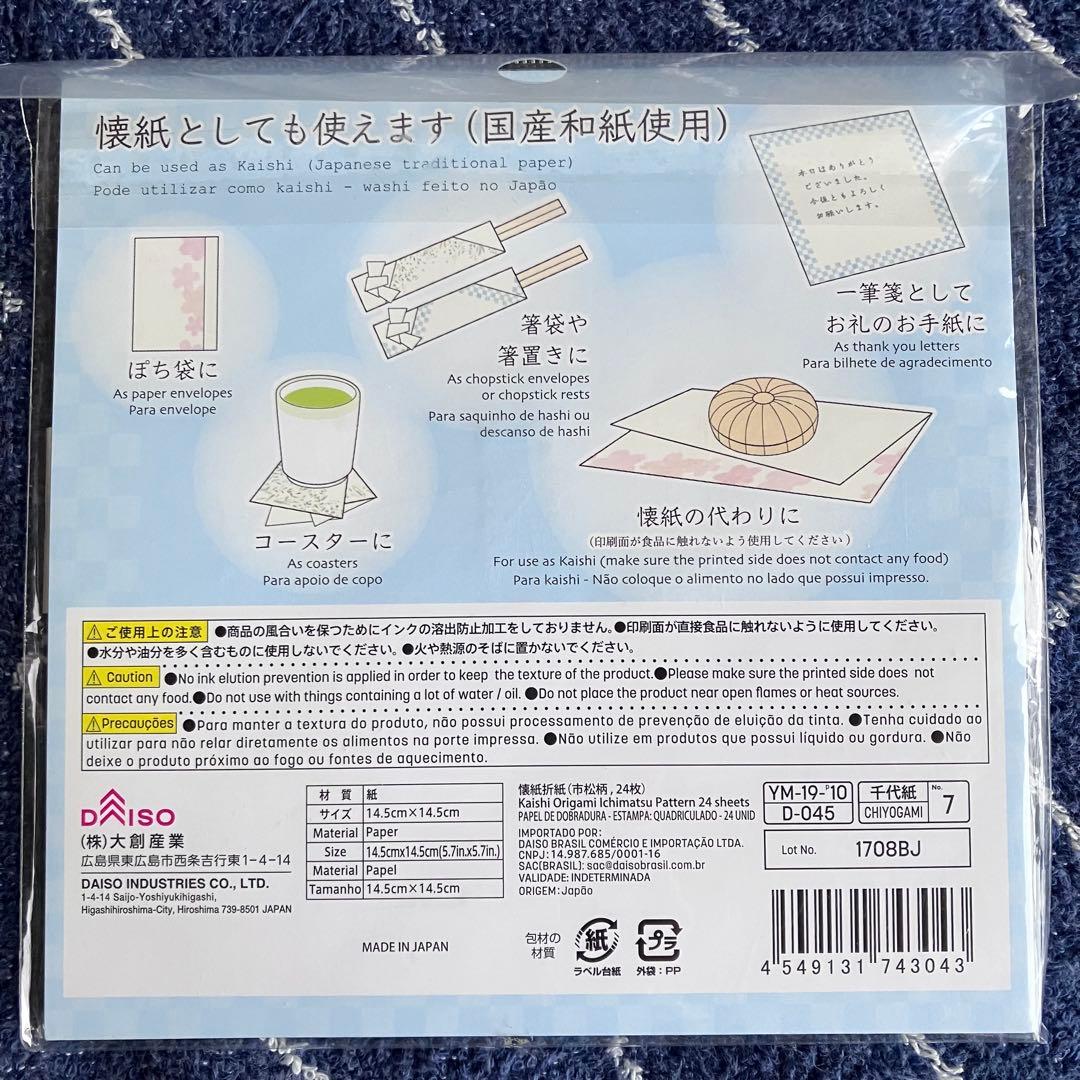 懐紙としても使えます(国産和紙使用)
Can be used as Kaishi (Japanese traditional paper)
Pode utilizar como kaishi - washi feito no Japão
本日はありがとう
ございました。
今後ともよろしく
お願いします。
一筆箋として
お礼のお手紙に
As thank you letters
Para bilhete de agradecimento
箸袋や
箸置きに
As chopstick envelopes
or chopstick rests
Para saquinho de hashi ou
descanso de hashi
ぽち袋に
As paper envelopes
Para envelope
コースターに
As coasters
Para apoio de copo
懐紙の代わりに
(印刷面が食品に触れないよう使用してください)
For use as Kaishi (make sure the printed side does not contact any food)
Para kaishi - Não coloque o alimento no lado que possui impresso.
⚠ご使用上の注意 ●商品の風合いを保つためにインクの溶出防止加工をしておりません。●印刷面が直接食品に触れないように使用してください。
●水分や油分を多く含むものに使用しないでください。●火や熱源のそばに置かないでください。
⚠ Caution ●No ink elution prevention is applied in order to keep the texture of the product.●Please make sure the printed side does not
contact any food.●Do not use with things containing a lot of water / oil. ●Do not place the product near open flames or heat sources.
⚠Precauções ●Para manter a textura do produto, não possui processamento de prevenção de eluição da tinta. ●Tenha cuidado ao
utilizar para não relar diretamente os alimentos na porte impressa. ●Não utilize em produtos que possui líquido ou gordura. ●Não
deixe o produto próximo ao fogo ou fontes de aquecimento.
DAISO
(株)大創産業
広島県東広島市西条吉行東1-4-14
DAISO INDUSTRIES CO., LTD.
1-4-14 Saijo-Yoshiyukihigashi,
Higashihiroshima-City, Hiroshima 739-8501 JAPAN
材 質 紙
サイズ 14.5cm×14.5cm
Material Paper
Size 14.5cmx14.5cm(5.7in.x5.7in.)
Material Papel
Tamanho 14.5cm×14.5cm
MADE IN JAPAN
懐紙折紙(市松柄, 24枚)
Kaishi Origami Ichimatsu Pattern 24 sheets
PAPEL DE DOBRADURA - ESTAMPA: QUADRICULADO - 24 UNID
IMPORTADO POR:
DAISO BRASIL COMÉRCIO E IMPORTAÇÃO LTDA.
CNPJ: 14.987.685/0001-16
SAC(BRASIL): sac@daisobrasil.com.br
VALIDADE: INDETERMINADA
ORIGEM: Japão
包材の
材質
紙
ラベル台紙
プラ
外袋:PP
YM-19-P10
D-045
千代紙
CHIYOGAMI
No. 7
Lot No. 1708BJ
4 549131 743043